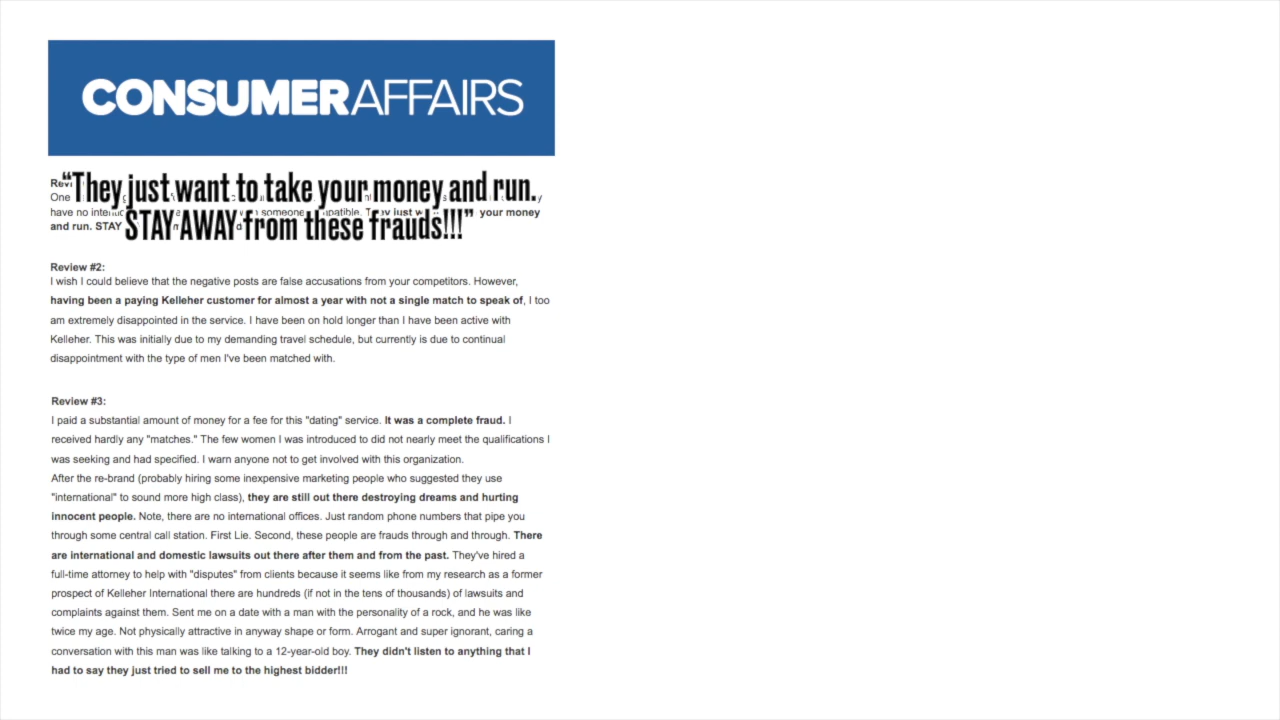 CONSUMERAFFAIRS
“They just want to take your money and run.
STAY AWAY from these frauds!!!”
One
have no someone They just your money
and run. STAY
Review #2:
I wish I could believe that the negative posts are false accusations from your competitors. However,
having been a paying Kelleher customer for almost a year with not a single match to speak of, I too
am extremely disappointed in the service. I have been on hold longer than I have been active with
Kelleher. This was initially due to my demanding travel schedule, but currently is due to continual
disappointment with the type of men I've been matched with.
Review #3:
I paid a substantial amount of money for a fee for this "dating" service. It was a complete fraud. I
received hardly any "matches." The few women I was introduced to did not nearly meet the qualifications I
was seeking and had specified. I warn anyone not to get involved with this organization.
After the re-brand (probably hiring some inexpensive marketing people who suggested they use
"international" to sound more high class), they are still out there destroying dreams and hurting
innocent people. Note, there are no international offices. Just random phone numbers that pipe you
through some central call station. First Lie. Second, these people are frauds through and through. There
are international and domestic lawsuits out there after them and from the past. They've hired a
full-time attorney to help with "disputes" from clients because it seems like from my research as a former
prospect of Kelleher International there are hundreds (if not in the tens of thousands) of lawsuits and
complaints against them. Sent me on a date with a man with the personality of a rock, and he was like
twice my age. Not physically attractive in anyway shape or form. Arrogant and super ignorant, caring a
conversation with this man was like talking to a 12-year-old boy. They didn't listen to anything that I
had to say they just tried to sell me to the highest bidder!!!